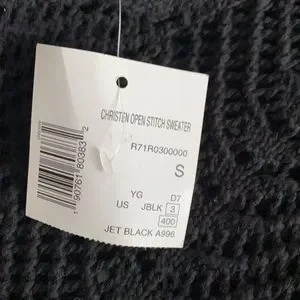 CHRISTEN OPEN STITCH SWEATER
R71R0300000
S
YG D7
US JBLK 3
400
JET BLACK A996
1 90761 80383 2